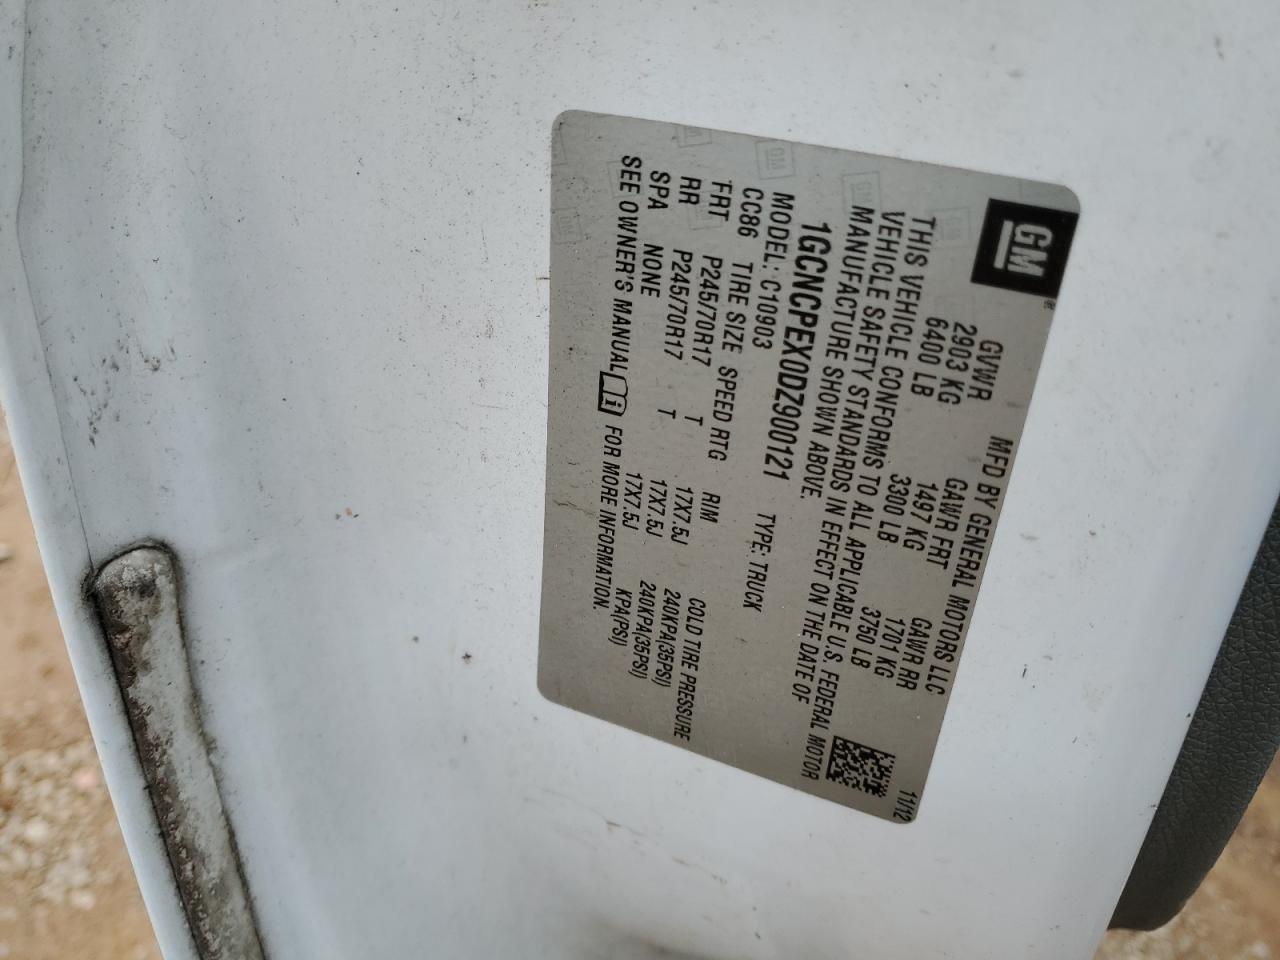 GM
MFD BY GENERAL MOTORS LLC 11/12
GVWR GAWR FRT GAWR RR
2903 KG 1497 KG 1701 KG
6400 LB 3300 LB 3750 LB
THIS VEHICLE CONFORMS TO ALL APPLICABLE U.S. FEDERAL MOTOR
VEHICLE SAFETY STANDARDS IN EFFECT ON THE DATE OF
MANUFACTURE SHOWN ABOVE.
1GCNCPEX0DZ900121 TYPE: TRUCK
MODEL: C10903
CC86 TIRE SIZE SPEED RTG RIM COLD TIRE PRESSURE
FRT P245/70R17 T 17X7.5J 240KPA(35PSI)
RR P245/70R17 T 17X7.5J 240KPA(35PSI)
SPA NONE 17X7.5J KPA(PSI)
SEE OWNER'S MANUAL FOR MORE INFORMATION.